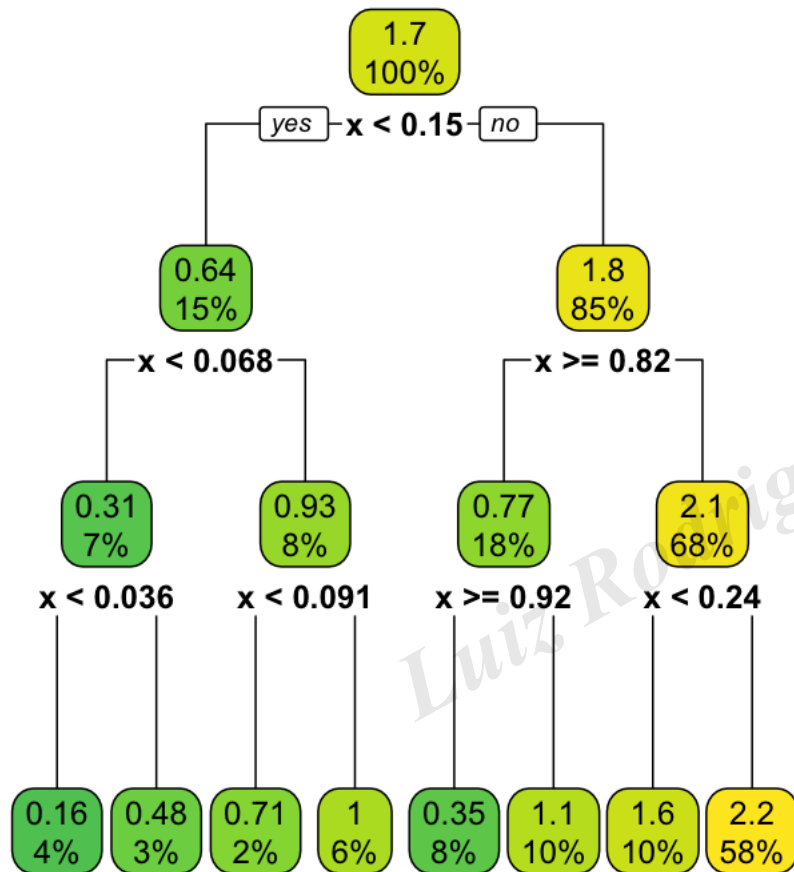 1.7
100%
yes x < 0.15 no
0.64 1.8
15% 85%
x < 0.068 x >= 0.82
0.31 0.93 0.77 2.1
7% 8% 18% 68%
x < 0.036 x < 0.091 x >= 0.92 x < 0.24
0.16 0.48 0.71 1 0.35 1.1 1.6 2.2
4% 3% 2% 6% 8% 10% 10% 58%
Luiz